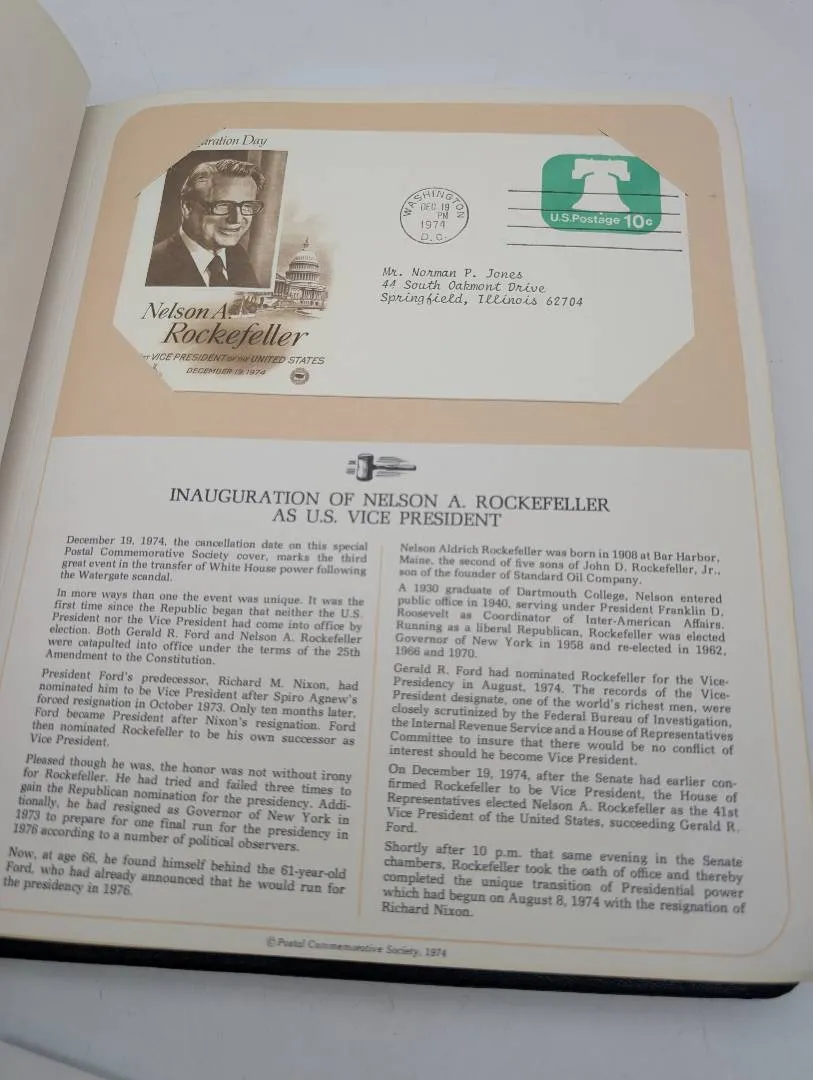 uration Day
WASHINGTON
DEC 19
PM
1974
D.C.
U.S. Postage 10c
Mr. Norman P. Jones
44 South Oakmont Drive
Springfield, Illinois 62704
Nelson A.
Rockefeller
VICE PRESIDENT OF THE UNITED STATES
DECEMBER 19, 1974
INAUGURATION OF NELSON A. ROCKEFELLER
AS U.S. VICE PRESIDENT
December 19, 1974, the cancellation date on this special
Postal Commemorative Society cover, marks the third
great event in the transfer of White House power following
the Watergate scandal.
In more ways than one the event was unique. It was the
first time since the Republic began that neither the U.S.
President nor the Vice President had come into office by
election. Both Gerald R. Ford and Nelson A. Rockefeller
were catapulted into office under the terms of the 25th
Amendment to the Constitution.
President Ford's predecessor, Richard M. Nixon, had
nominated him to be Vice President after Spiro Agnew's
forced resignation in October 1973. Only ten months later,
Ford became President after Nixon's resignation. Ford
then nominated Rockefeller to be his own successor as
Vice President.
Pleased though he was, the honor was not without irony
for Rockefeller. He had tried and failed three times to
gain the Republican nomination for the presidency. Addi-
tionally, he had resigned as Governor of New York in
1973 to prepare for one final run for the presidency in
1976 according to a number of political observers.
Now, at age 66, he found himself behind the 61-year-old
Ford, who had already announced that he would run for
the presidency in 1976.
Nelson Aldrich Rockefeller was born in 1908 at Bar Harbor,
Maine, the second of five sons of John D. Rockefeller, Jr.,
son of the founder of Standard Oil Company.
A 1930 graduate of Dartmouth College, Nelson entered
public office in 1940, serving under President Franklin D.
Roosevelt as Coordinator of Inter-American Affairs.
Running as a liberal Republican, Rockefeller was elected
Governor of New York in 1958 and re-elected in 1962,
1966 and 1970.
Gerald R. Ford had nominated Rockefeller for the Vice-
Presidency in August, 1974. The records of the Vice-
President designate, one of the world's richest men, were
closely scrutinized by the Federal Bureau of Investigation,
the Internal Revenue Service and a House of Representatives
Committee to insure that there would be no conflict of
interest should he become Vice President.
On December 19, 1974, after the Senate had earlier con-
firmed Rockefeller to be Vice President, the House of
Representatives elected Nelson A. Rockefeller as the 41st
Vice President of the United States, succeeding Gerald R.
Ford.
Shortly after 10 p.m. that same evening in the Senate
chambers, Rockefeller took the oath of office and thereby
completed the unique transition of Presidential power
which had begun on August 8, 1974 with the resignation of
Richard Nixon.
© Postal Commemorative Society, 1974